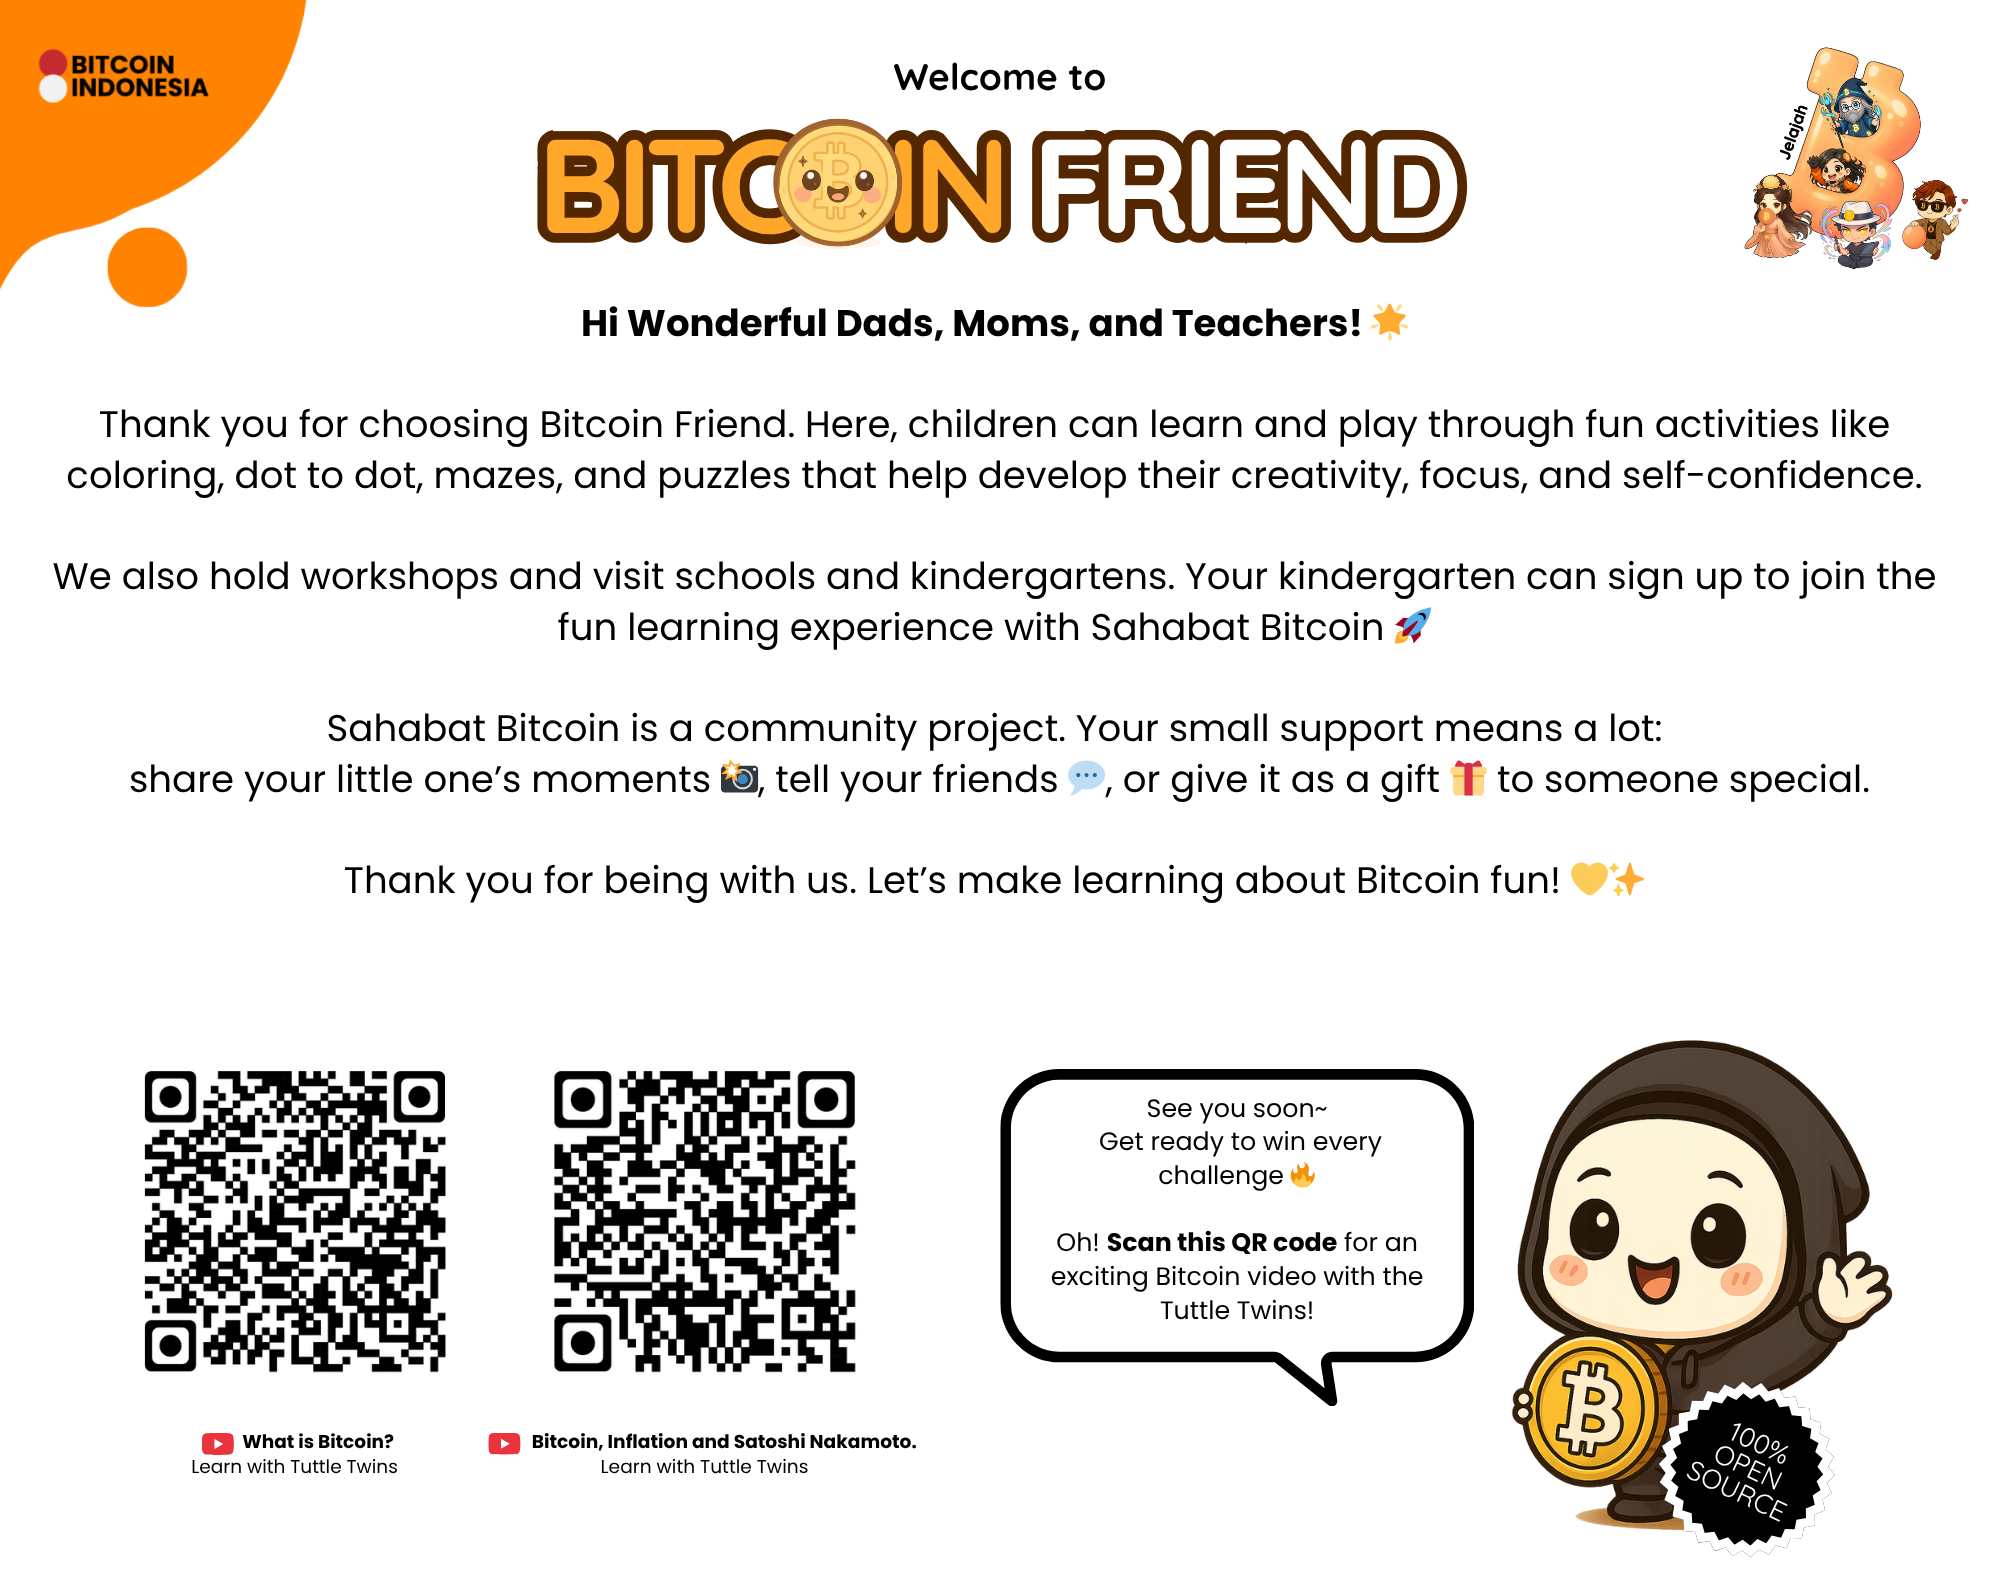 BITCOIN
INDONESIA
Welcome to
BITCOIN FRIEND
Jelajah
Hi Wonderful Dads, Moms, and Teachers! 🌟
Thank you for choosing Bitcoin Friend. Here, children can learn and play through fun activities like
coloring, dot to dot, mazes, and puzzles that help develop their creativity, focus, and self-confidence.
We also hold workshops and visit schools and kindergartens. Your kindergarten can sign up to join the
fun learning experience with Sahabat Bitcoin 🚀
Sahabat Bitcoin is a community project. Your small support means a lot:
share your little one’s moments 📸, tell your friends 💬, or give it as a gift 🎁 to someone special.
Thank you for being with us. Let’s make learning about Bitcoin fun! 💛✨
What is Bitcoin?
Learn with Tuttle Twins
Bitcoin, Inflation and Satoshi Nakamoto.
Learn with Tuttle Twins
See you soon~
Get ready to win every
challenge 🔥
Oh! Scan this QR code for an
exciting Bitcoin video with the
Tuttle Twins!
100%
OPEN
SOURCE